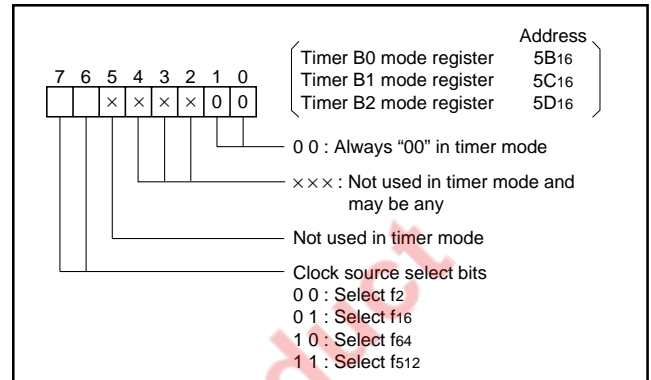 Address
Timer B0 mode register 5B16
Timer B1 mode register 5C16
Timer B2 mode register 5D16
7 6 5 4 3 2 1 0
× × × × 0 0
0 0 : Always “00” in timer mode
××× : Not used in timer mode and
may be any
Not used in timer mode
Clock source select bits
0 0 : Select f2
0 1 : Select f16
1 0 : Select f64
1 1 : Select f512